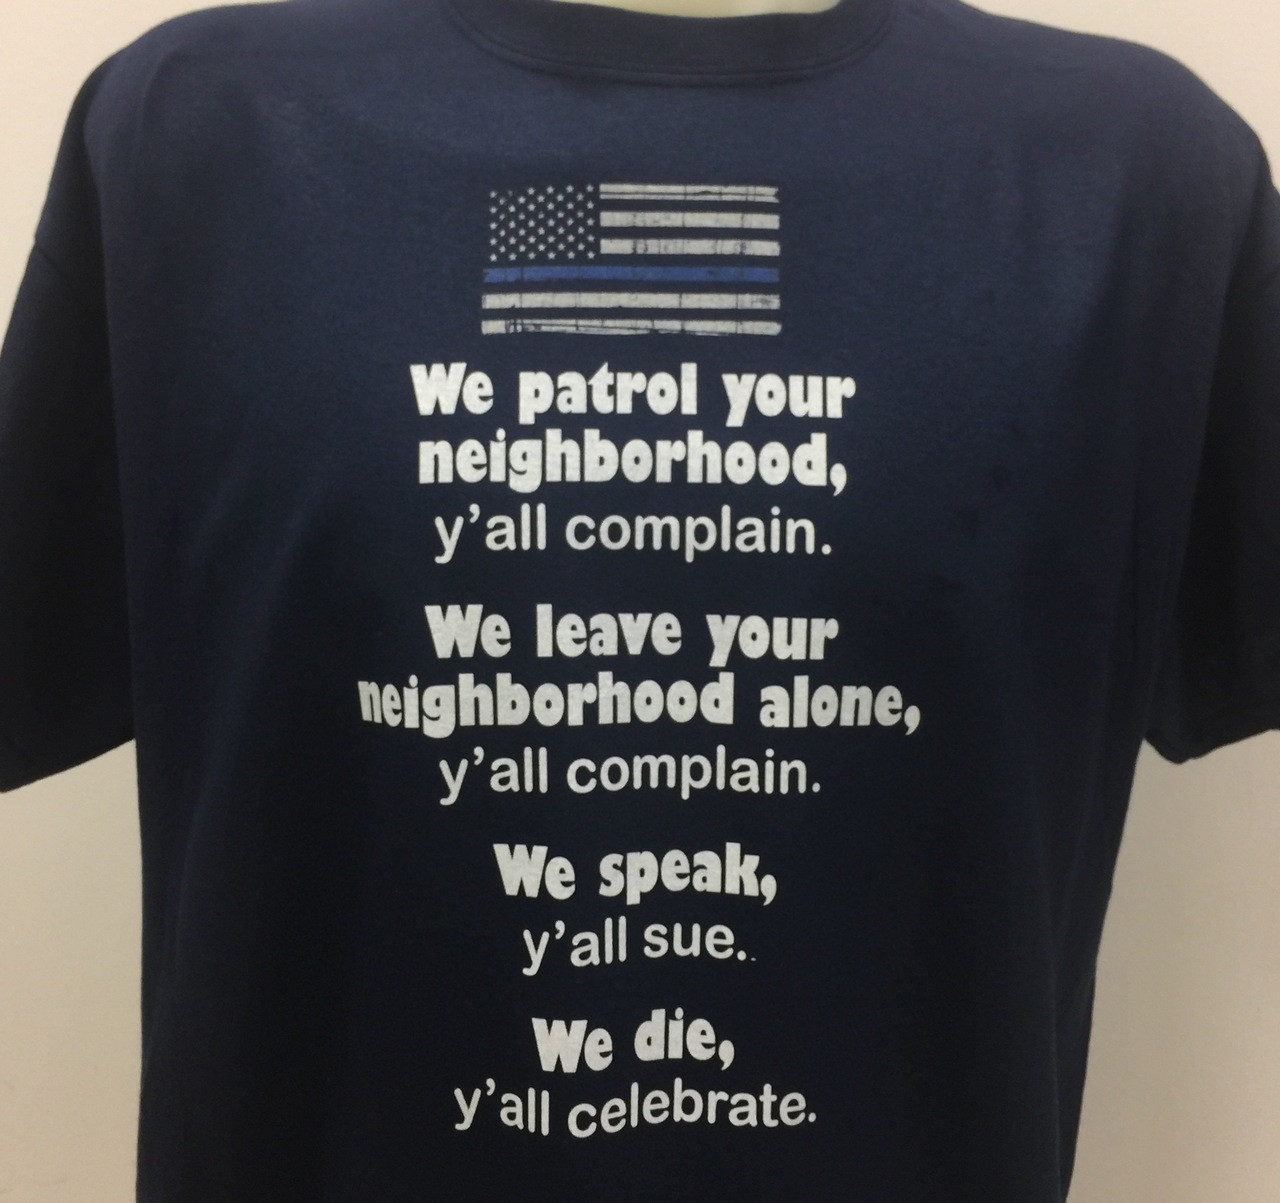 We patrol your
neighborhood,
y'all complain.
We leave your
neighborhood alone,
y'all complain.
We speak,
y'all sue..
We die,
y'all celebrate.